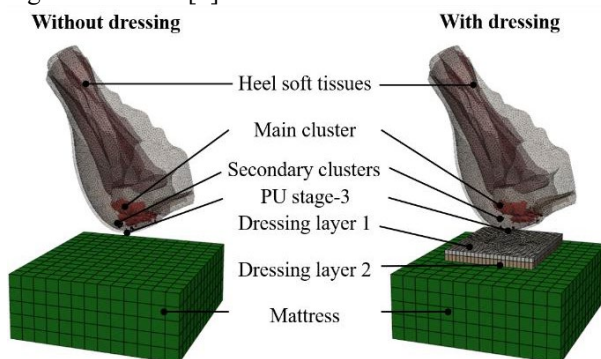 Without dressing
With dressing
Heel soft tissues
Main cluster
Secondary clusters
PU stage-3
Dressing layer 1
Dressing layer 2
Mattress